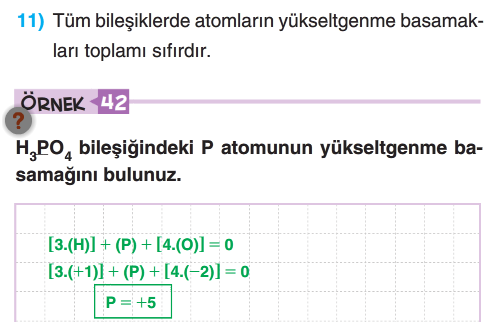 11) Tüm bileşiklerde atomların yükseltgenme basamak-
ları toplamı sıfırdır.
ÖRNEK 42
?
H₃PO₄ bileşiğindeki P atomunun yükseltgenme ba-
samağını bulunuz.
[3.(H)] + (P) + [4.(O)] = 0
[3.(+1)] + (P) + [4.(−2)] = 0
P = +5